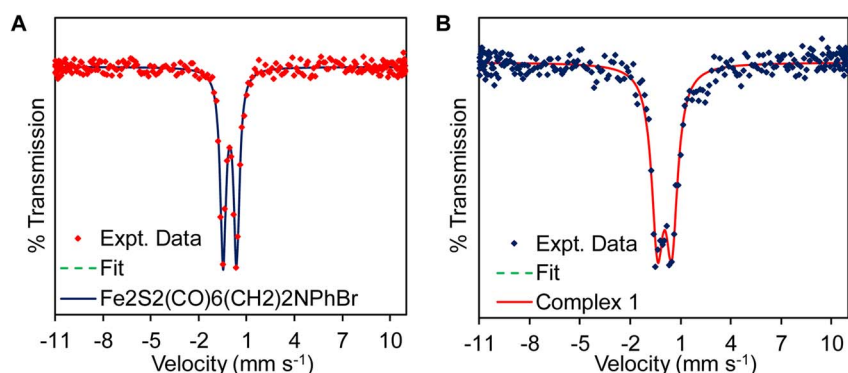 A
% Transmission
Expt. Data
Fit
Fe2S2(CO)6(CH2)2NPhBr
-11 -8 -5 -2 1 4 7 10
Velocity (mm s⁻¹)
B
% Transmission
Expt. Data
Fit
Complex 1
-11 -8 -5 -2 1 4 7 10
Velocity (mm s⁻¹)